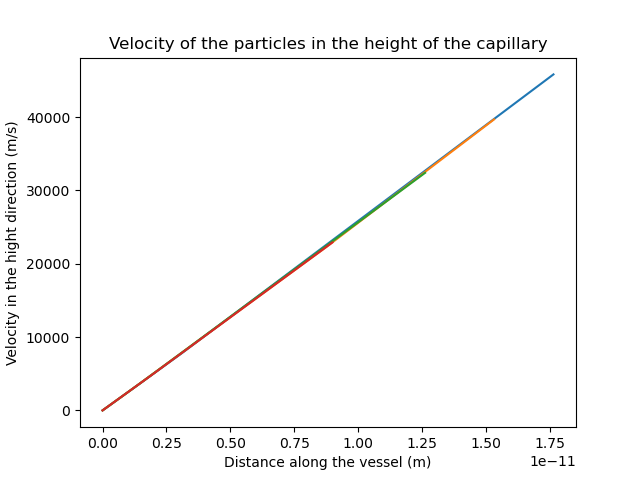 Velocity of the particles in the height of the capillary
Velocity in the hight direction (m/s)
40000
30000
20000
10000
0
0.00 0.25 0.50 0.75 1.00 1.25 1.50 1.75
1e−11
Distance along the vessel (m)